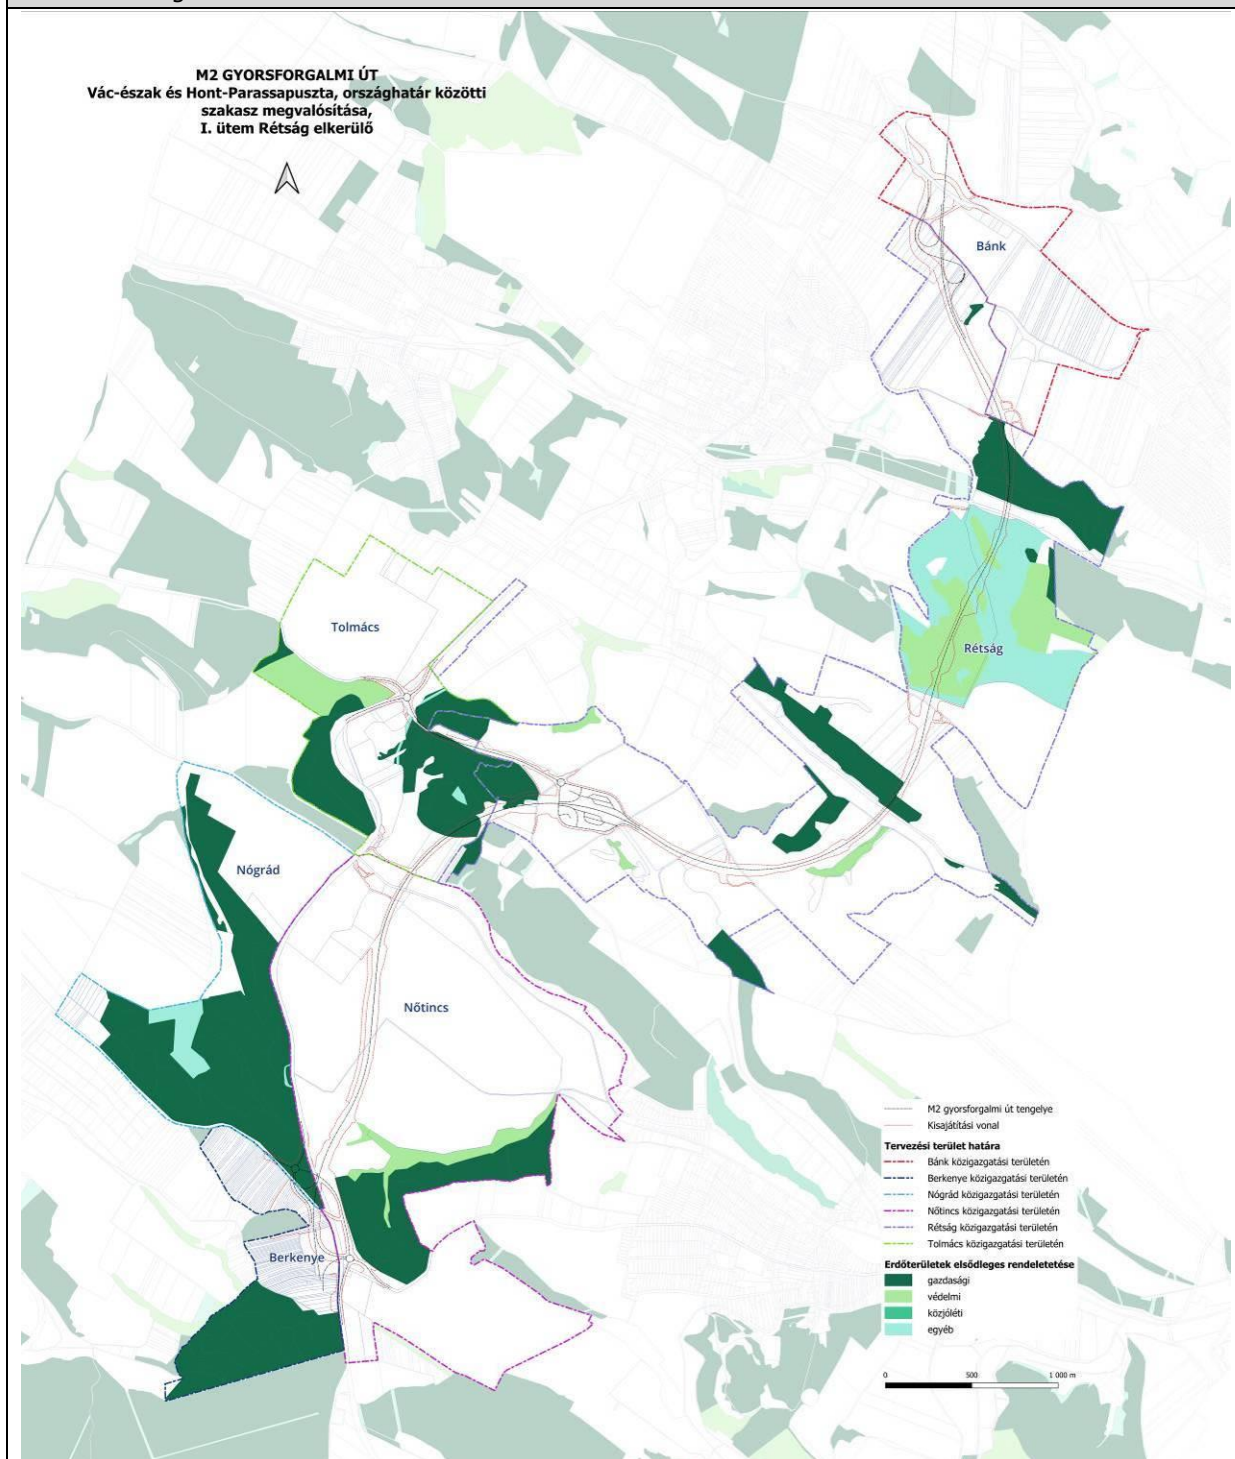 M2 GYORSFORGALMI ÚT
Vác-észak és Hont-Parassapuszta, országhatár közötti
szakasz megvalósítása,
I. ütem Rétság elkerülő
Bánk
Tolmács
Rétság
Nógrád
Nőtincs
Berkenye
M2 gyorsforgalmi út tengelye
Kisajátítási vonal
Tervezési terület határa
Bánk közigazgatási területén
Berkenye közigazgatási területén
Nógrád közigazgatási területén
Nőtincs közigazgatási területén
Rétság közigazgatási területén
Tolmács közigazgatási területén
Erdőterületek elsődleges rendeletetése
gazdasági
védelmi
közjóléti
egyéb
0 500 1 000 m